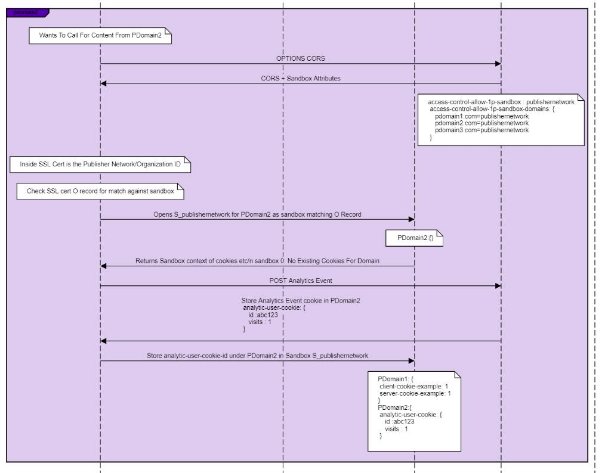 Wants To Call For Content From PDomain2
OPTIONS CORS
CORS + Sandbox Attributes
access-control-allow-1p-sandbox : publishernetwork
access-control-allow-1p-sandbox-domains: {
pdomain1.com=publishernetwork
pdomain2.com=publishernetwork
pdomain3.com=publishernetwork
}
Inside SSL Cert is the Publisher Network/Organization ID
Check SSL cert O record for match against sandbox
Opens S_publishernetwork for PDomain2 as sandbox matching O Record
PDomain2:{}
Returns Sandbox context of cookies etc/n sandbox 0: No Existing Cookies For Domain
POST Analytics Event
Store Analytics Event cookie in PDomain2
analytic-user-cookie: {
id :abc123
visits : 1
}
Store analytic-user-cookie-id under PDomain2 in Sandbox S_publishernetwork
PDomain1: {
client-cookie-example: 1
server-cookie-example: 1
}
PDomain2:{
analytic-user-cookie: {
id :abc123
visits : 1
}